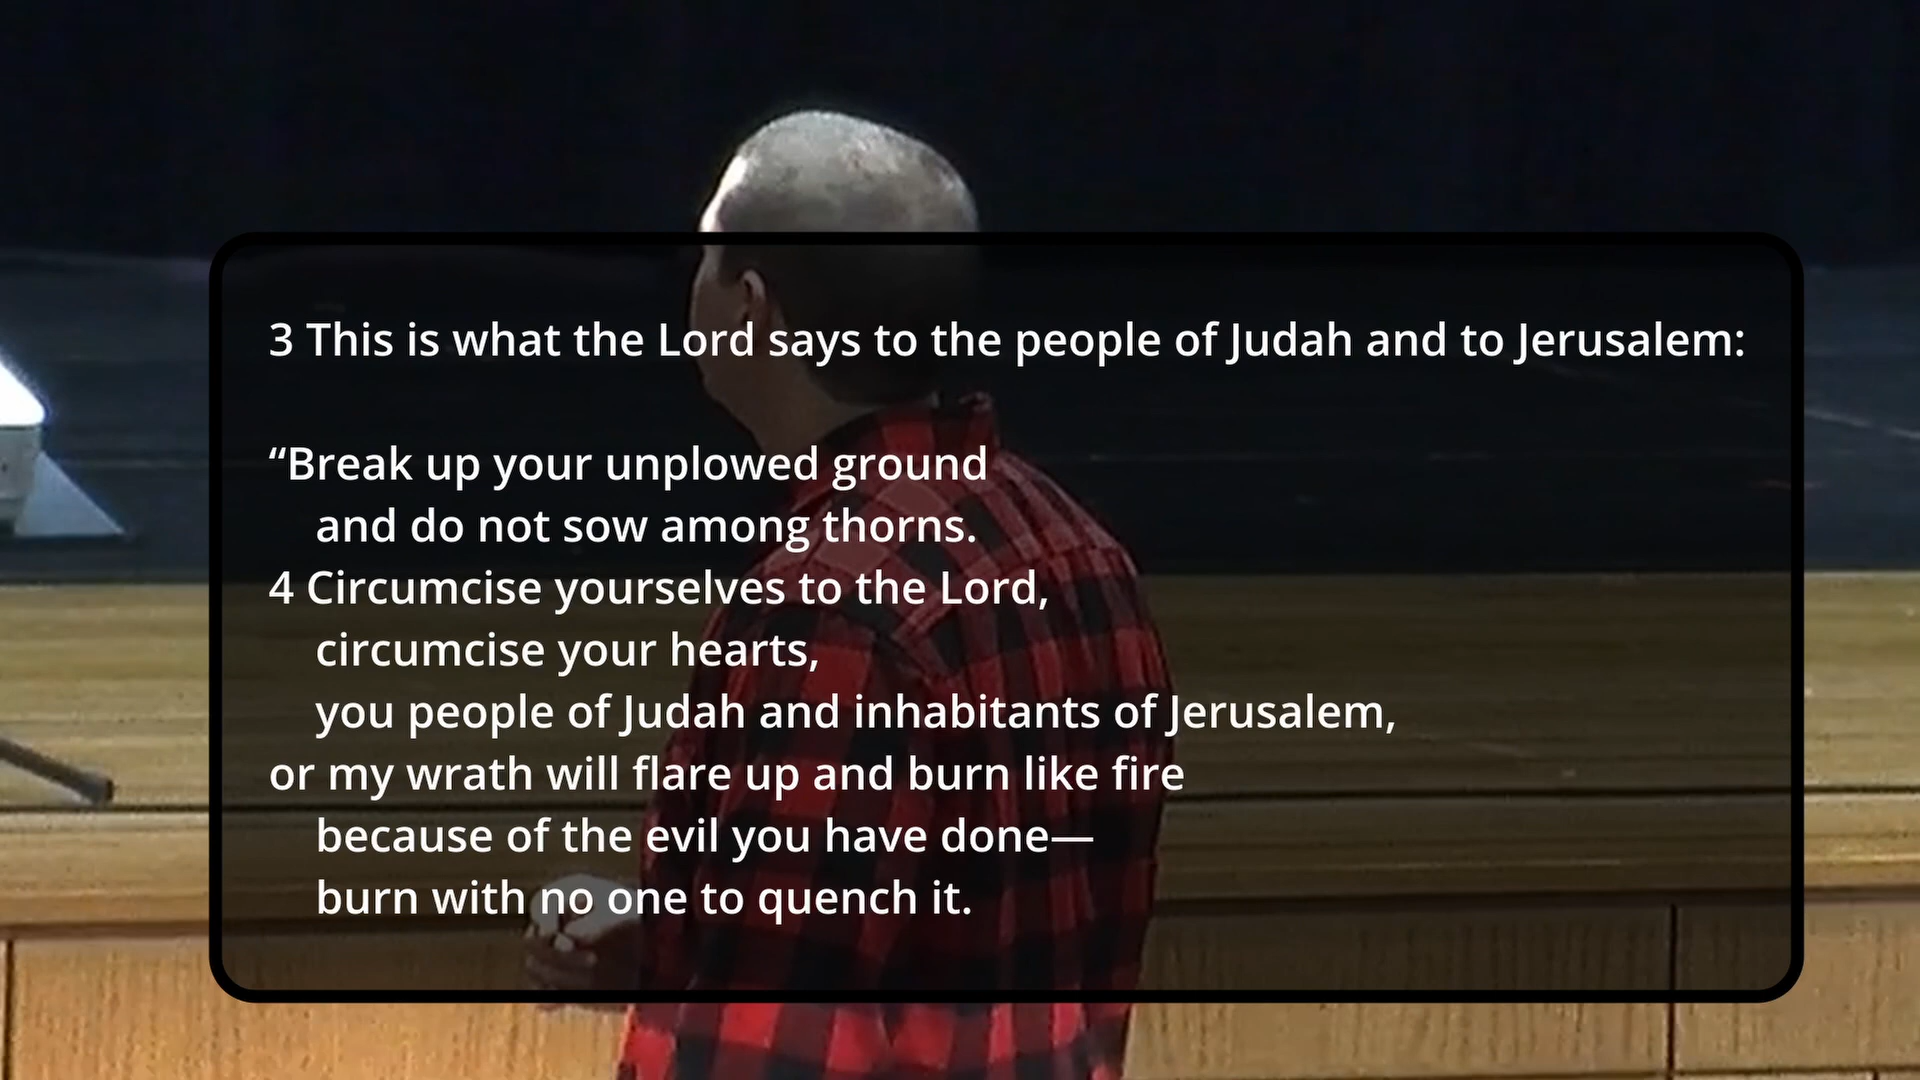 3 This is what the Lord says to the people of Judah and to Jerusalem:
“Break up your unplowed ground
and do not sow among thorns.
4 Circumcise yourselves to the Lord,
circumcise your hearts,
you people of Judah and inhabitants of Jerusalem,
or my wrath will flare up and burn like fire
because of the evil you have done—
burn with no one to quench it.